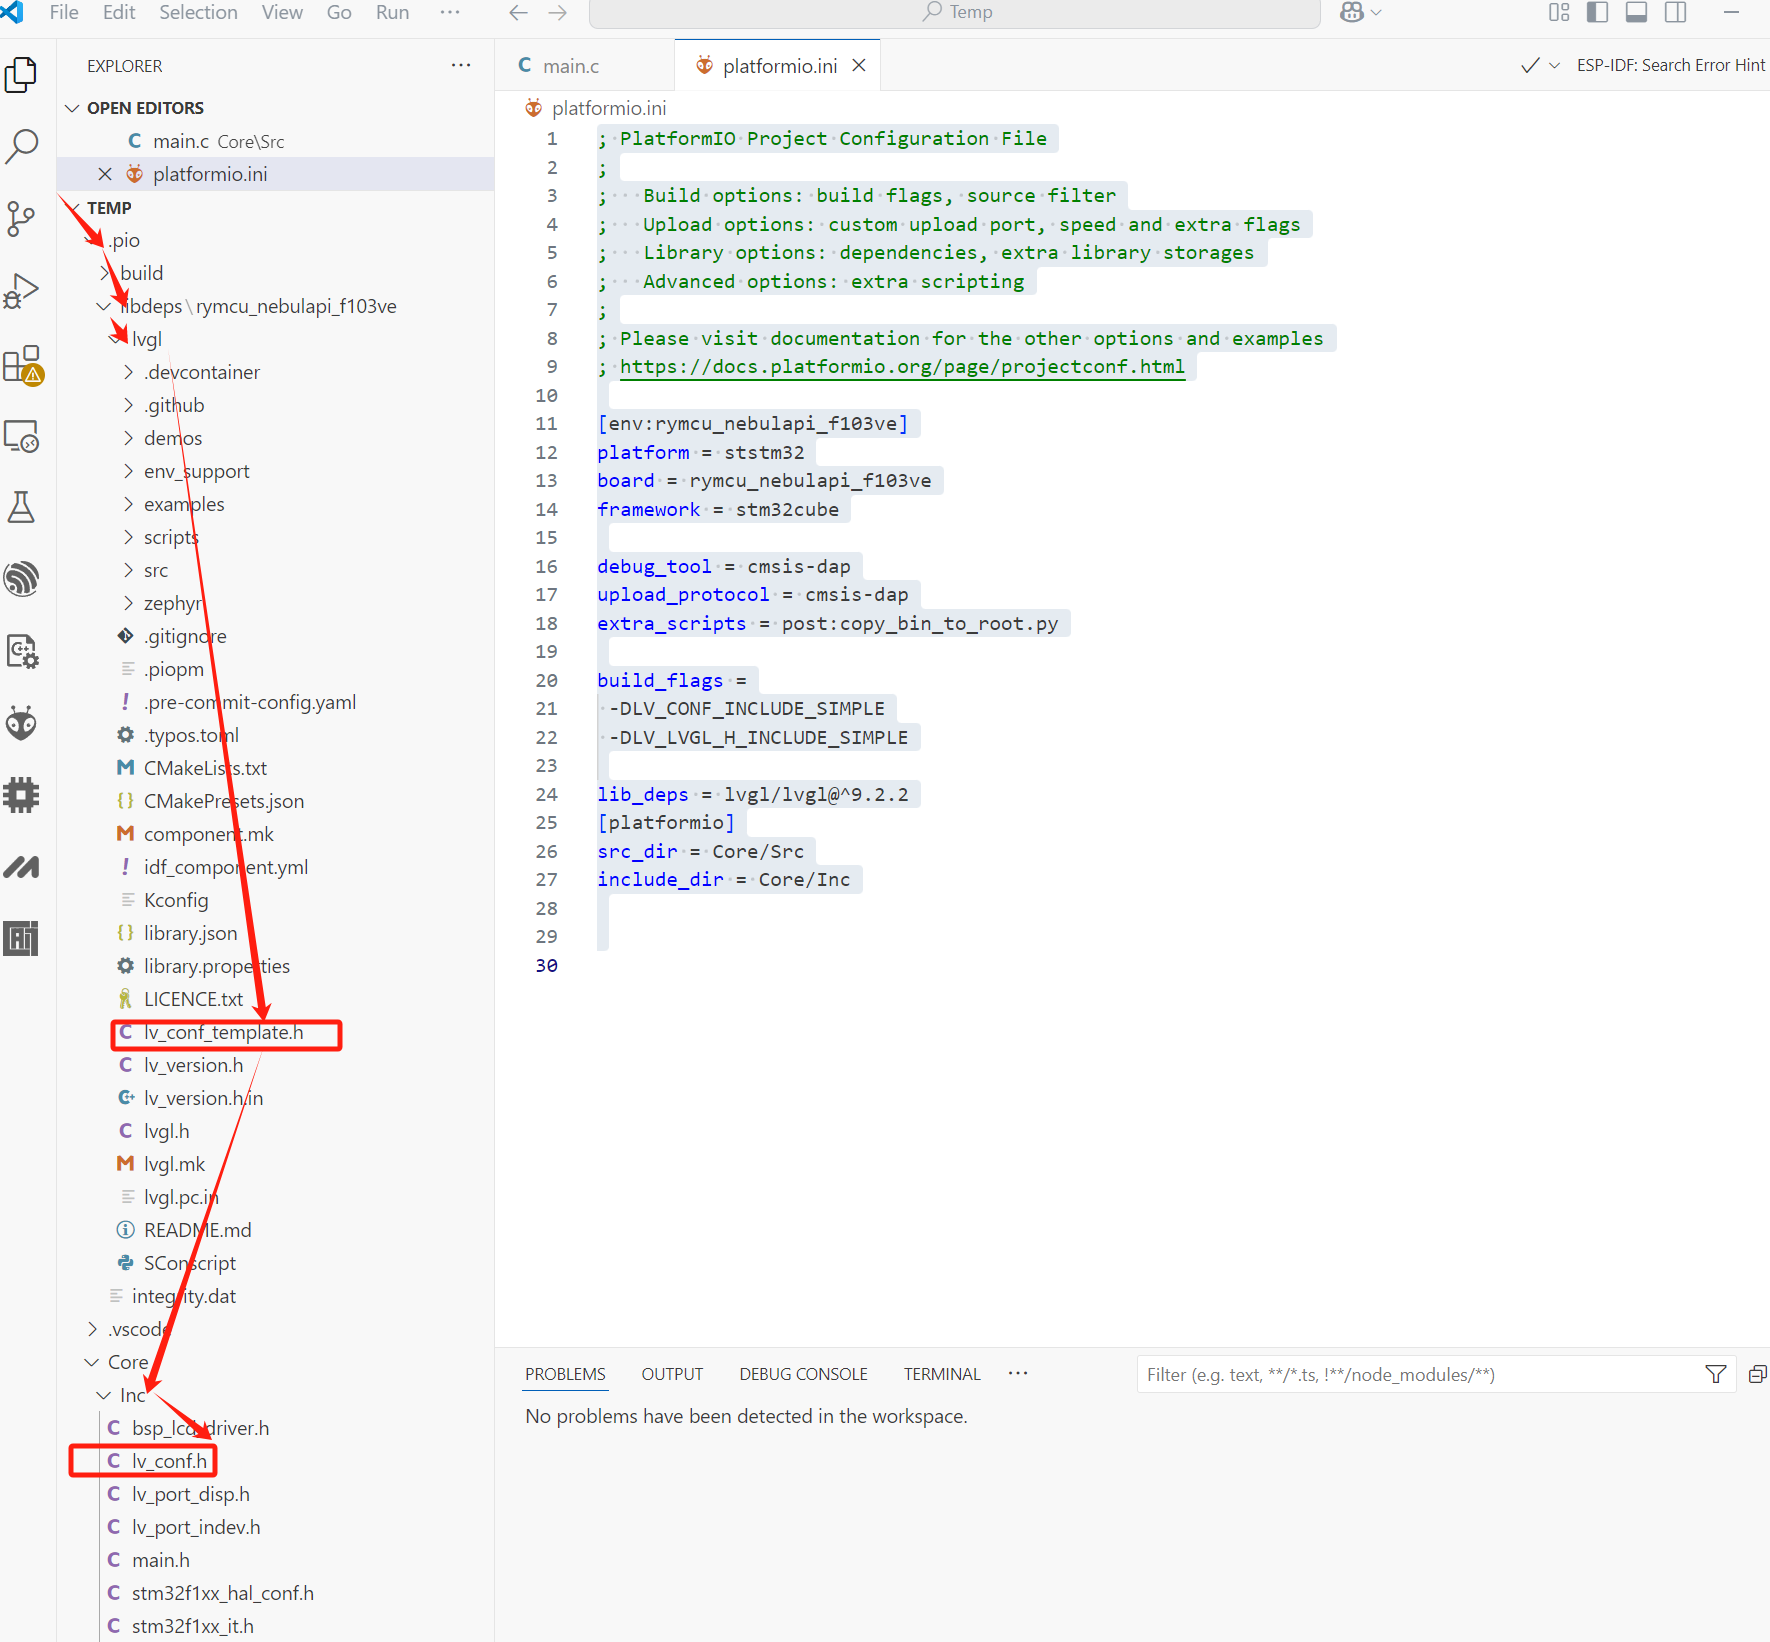 File Edit Selection View Go Run ··· Temp
EXPLORER ···
OPEN EDITORS
main.c Core\Src
platformio.ini
TEMP
.pio
build
libdeps\rymcu_nebulapi_f103ve
lvgl
.devcontainer
.github
demos
env_support
examples
scripts
src
zephyr
.gitignore
.piopm
.pre-commit-config.yaml
.typos.toml
CMakeLists.txt
CMakePresets.json
component.mk
idf_component.yml
Kconfig
library.json
library.properties
LICENCE.txt
lv_conf_template.h
lv_version.h
lv_version.h.in
lvgl.h
lvgl.mk
lvgl.pc.in
README.md
SConscript
integrity.dat
.vscode
Core
Inc
bsp_lcd_driver.h
lv_conf.h
lv_port_disp.h
lv_port_indev.h
main.h
stm32f1xx_hal_conf.h
stm32f1xx_it.h
main.c platformio.ini ESP-IDF: Search Error Hint
platformio.ini
1 ; PlatformIO Project Configuration File
2 ;
3 ;   Build options: build flags, source filter
4 ;   Upload options: custom upload port, speed and extra flags
5 ;   Library options: dependencies, extra library storages
6 ;   Advanced options: extra scripting
7 ;
8 ; Please visit documentation for the other options and examples
9 ; https://docs.platformio.org/page/projectconf.html
10
11 [env:rymcu_nebulapi_f103ve]
12 platform = ststm32
13 board = rymcu_nebulapi_f103ve
14 framework = stm32cube
15
16 debug_tool = cmsis-dap
17 upload_protocol = cmsis-dap
18 extra_scripts = post:copy_bin_to_root.py
19
20 build_flags =
21 -DLV_CONF_INCLUDE_SIMPLE
22 -DLV_LVGL_H_INCLUDE_SIMPLE
23
24 lib_deps = lvgl/lvgl@^9.2.2
25 [platformio]
26 src_dir = Core/Src
27 include_dir = Core/Inc
28
29
30
PROBLEMS OUTPUT DEBUG CONSOLE TERMINAL ··· Filter (e.g. text, **/*.ts, !**/node_modules/**)
No problems have been detected in the workspace.